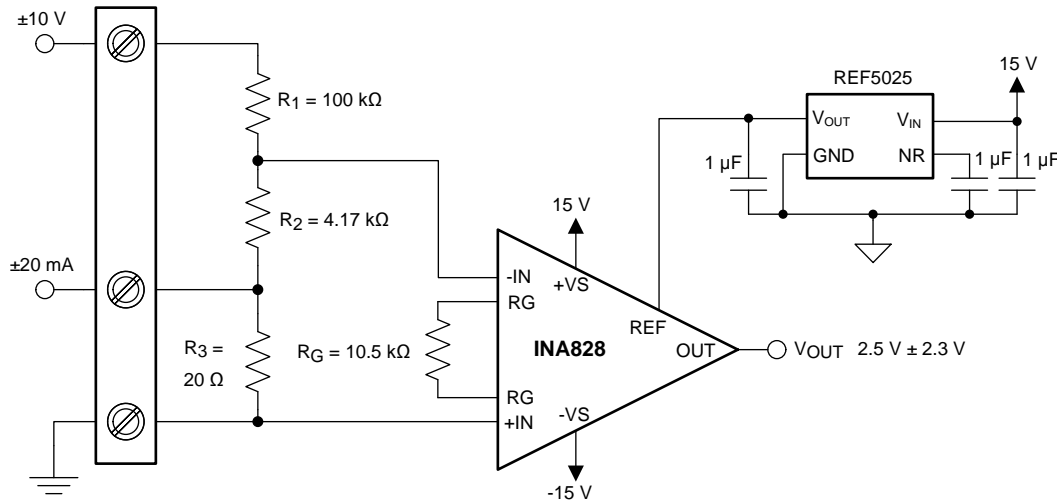 ±10 V
R1 = 100 kΩ
R2 = 4.17 kΩ
±20 mA
R3 =
20 Ω
RG = 10.5 kΩ
15 V
-IN
+VS
RG
REF
INA828
OUT
RG
+IN
-VS
-15 V
VOUT 2.5 V ± 2.3 V
REF5025
15 V
VOUT
VIN
GND
NR
1 µF
1 µF
1 µF